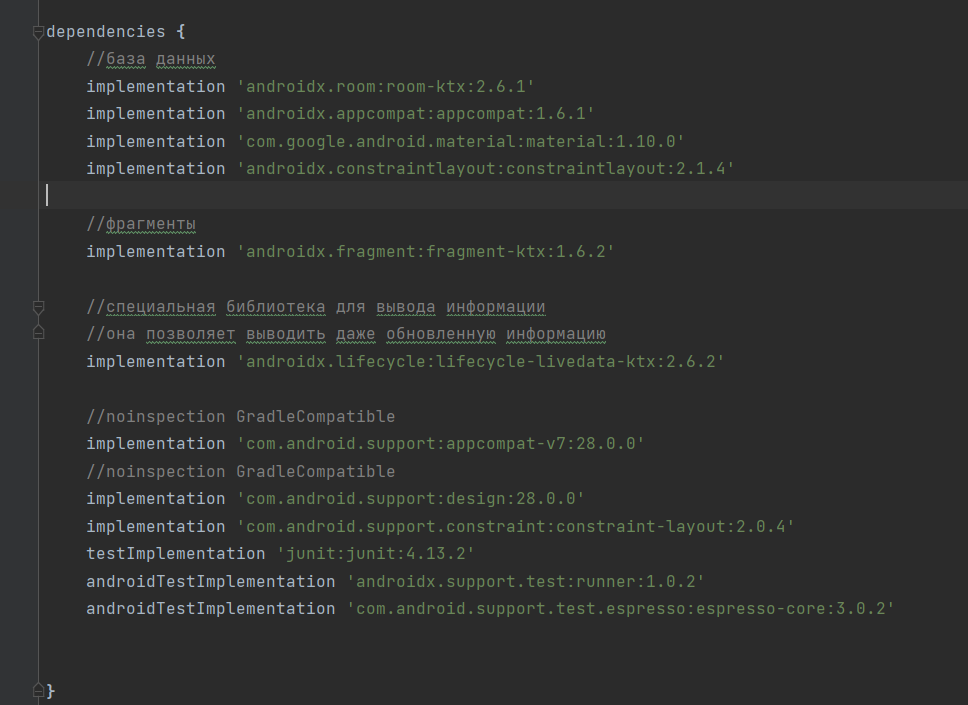 dependencies {
//база данных
implementation 'androidx.room:room-ktx:2.6.1'
implementation 'androidx.appcompat:appcompat:1.6.1'
implementation 'com.google.android.material:material:1.10.0'
implementation 'androidx.constraintlayout:constraintlayout:2.1.4'
//фрагменты
implementation 'androidx.fragment:fragment-ktx:1.6.2'
//специальная библиотека для вывода информации
//она позволяет выводить даже обновленную информацию
implementation 'androidx.lifecycle:lifecycle-livedata-ktx:2.6.2'
//noinspection GradleCompatible
implementation 'com.android.support:appcompat-v7:28.0.0'
//noinspection GradleCompatible
implementation 'com.android.support:design:28.0.0'
implementation 'com.android.support.constraint:constraint-layout:2.0.4'
testImplementation 'junit:junit:4.13.2'
androidTestImplementation 'androidx.support.test:runner:1.0.2'
androidTestImplementation 'com.android.support.test.espresso:espresso-core:3.0.2'
}